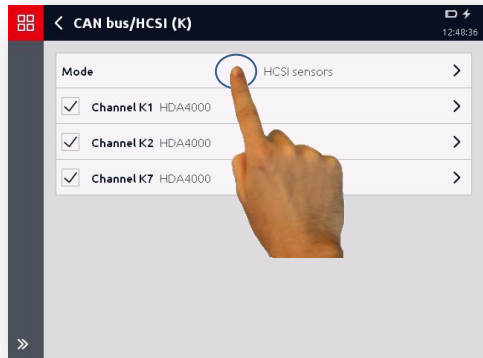 CAN bus/HCSI (K)
12:48:36
Mode HCSI sensors
Channel K1 HDA4000
Channel K2 HDA4000
Channel K7 HDA4000